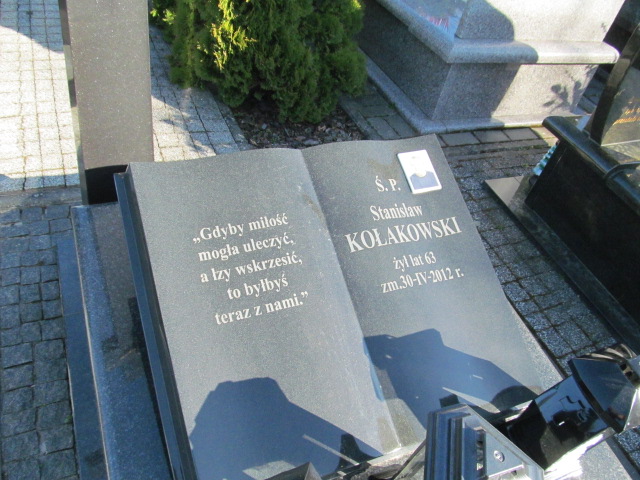 „Gdyby miłość
mogła uleczyć,
a łzy wskrzesić,
to byłbyś
teraz z nami."
Ś. P.
Stanisław
KOŁAKOWSKI
żył lat 63
zm.30-IV-2012 r.